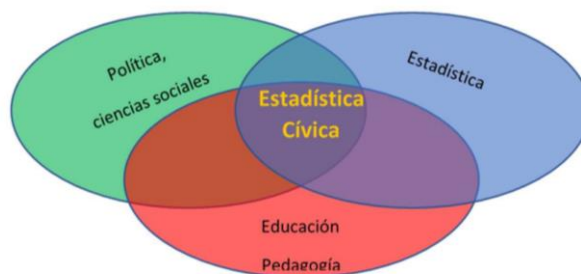 Política,
ciencias sociales
Estadística
Estadística
Cívica
Educación
Pedagogía